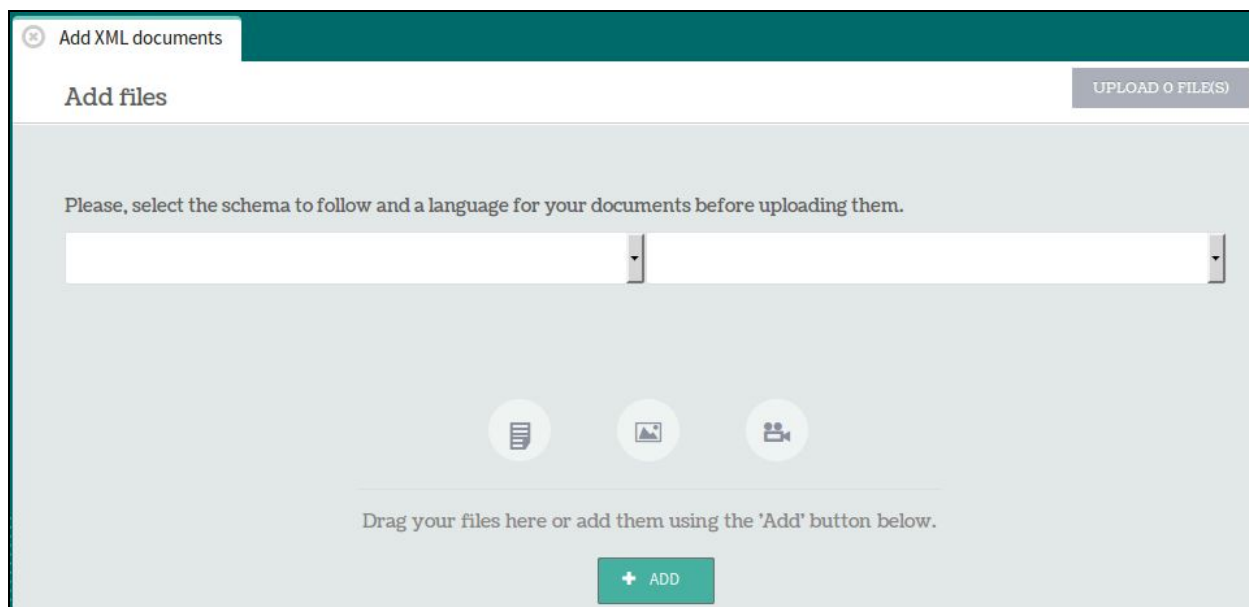 Add XML documents
Add files
UPLOAD 0 FILE(S)
Please, select the schema to follow and a language for your documents before uploading them.
Drag your files here or add them using the 'Add' button below.
ADD